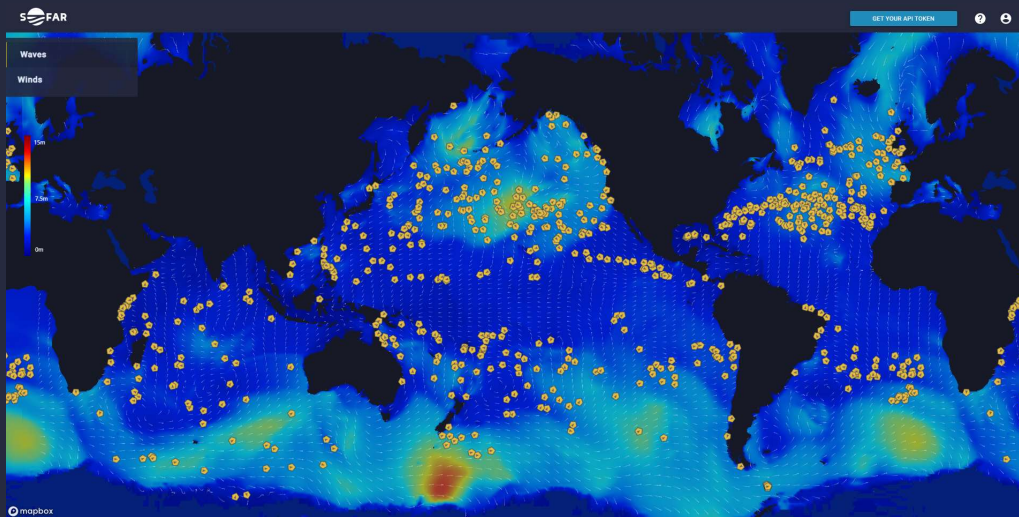 SOFAR
GET YOUR API TOKEN
?
Waves
Winds
15m
7.5m
0m
mapbox